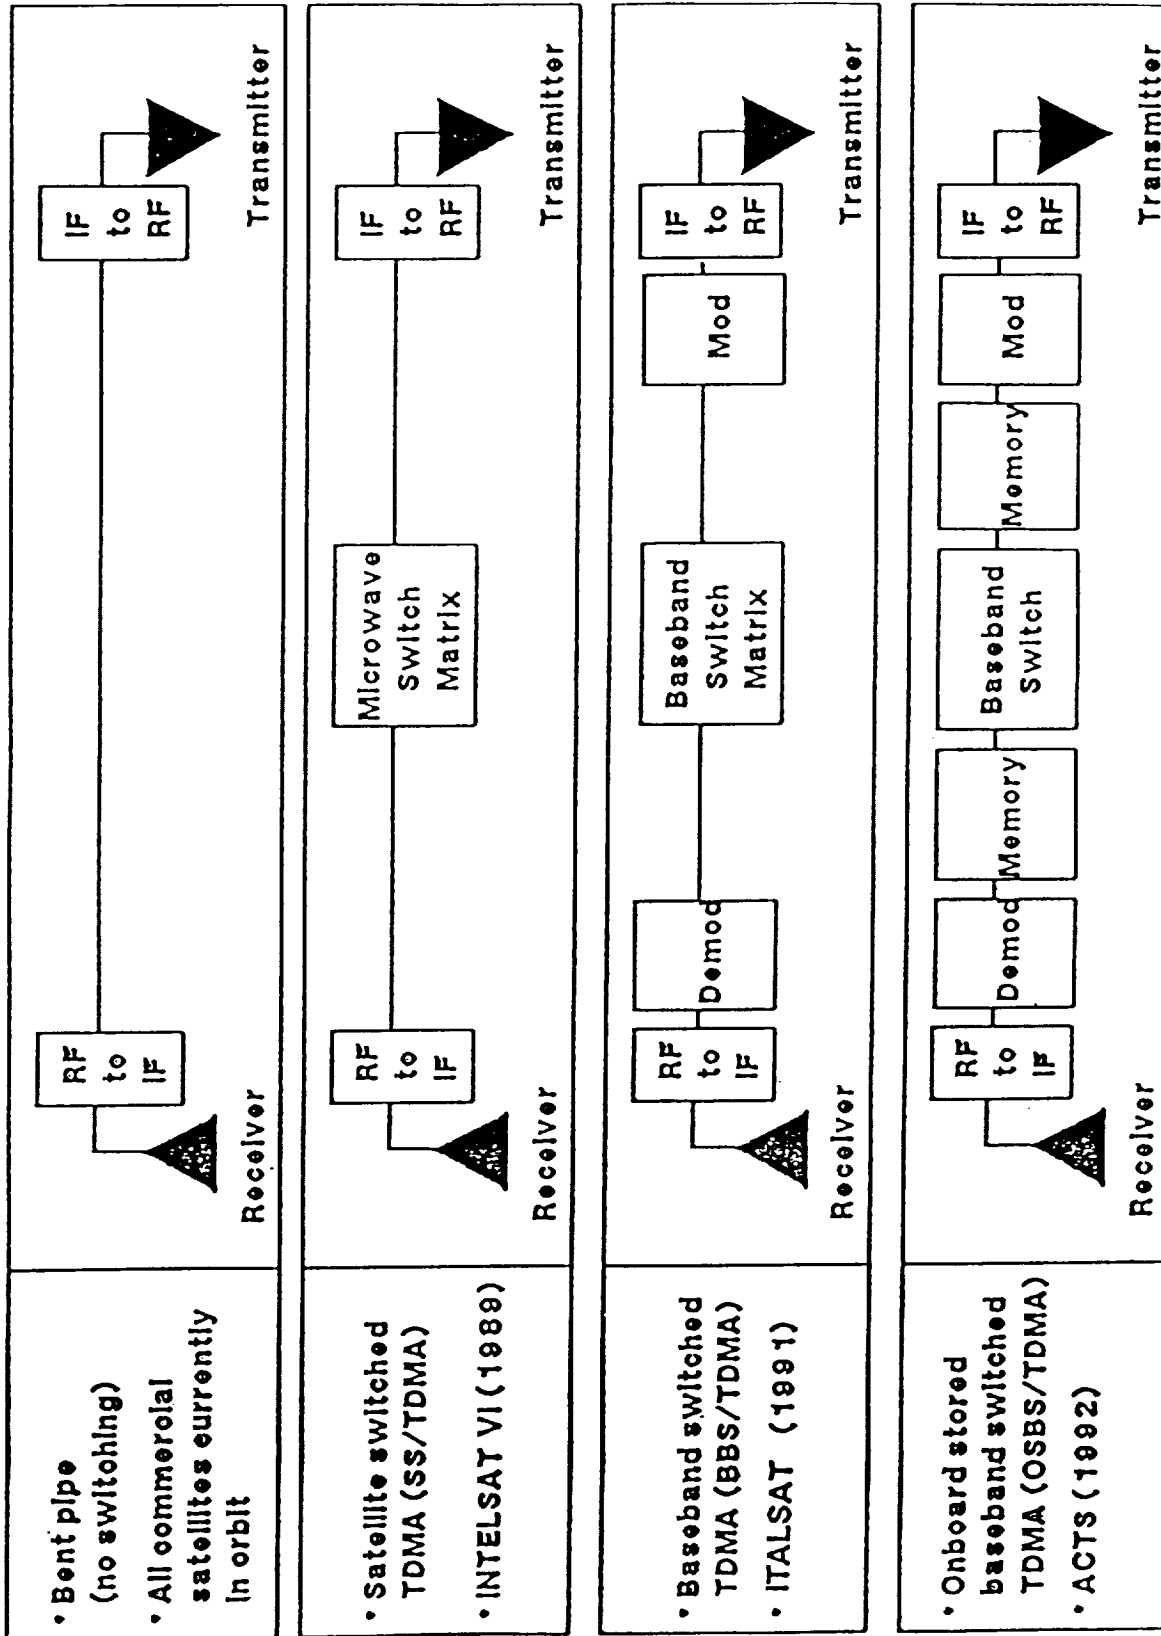 • Bent pipe
(no switching)
• All commercial
satellites currently
in orbit
RF
to
IF
IF
to
RF
Receiver
Transmitter
• Satellite switched
TDMA (SS/TDMA)
• INTELSAT VI (1989)
RF
to
IF
Microwave
Switch
Matrix
IF
to
RF
Receiver
Transmitter
• Baseband switched
TDMA (BBS/TDMA)
• ITALSAT (1991)
RF
to
IF
Demod
Baseband
Switch
Matrix
Mod
IF
to
RF
Receiver
Transmitter
• Onboard stored
baseband switched
TDMA (OSBS/TDMA)
• ACTS (1992)
RF
to
IF
Demod
Memory
Baseband
Switch
Memory
Mod
IF
to
RF
Receiver
Transmitter